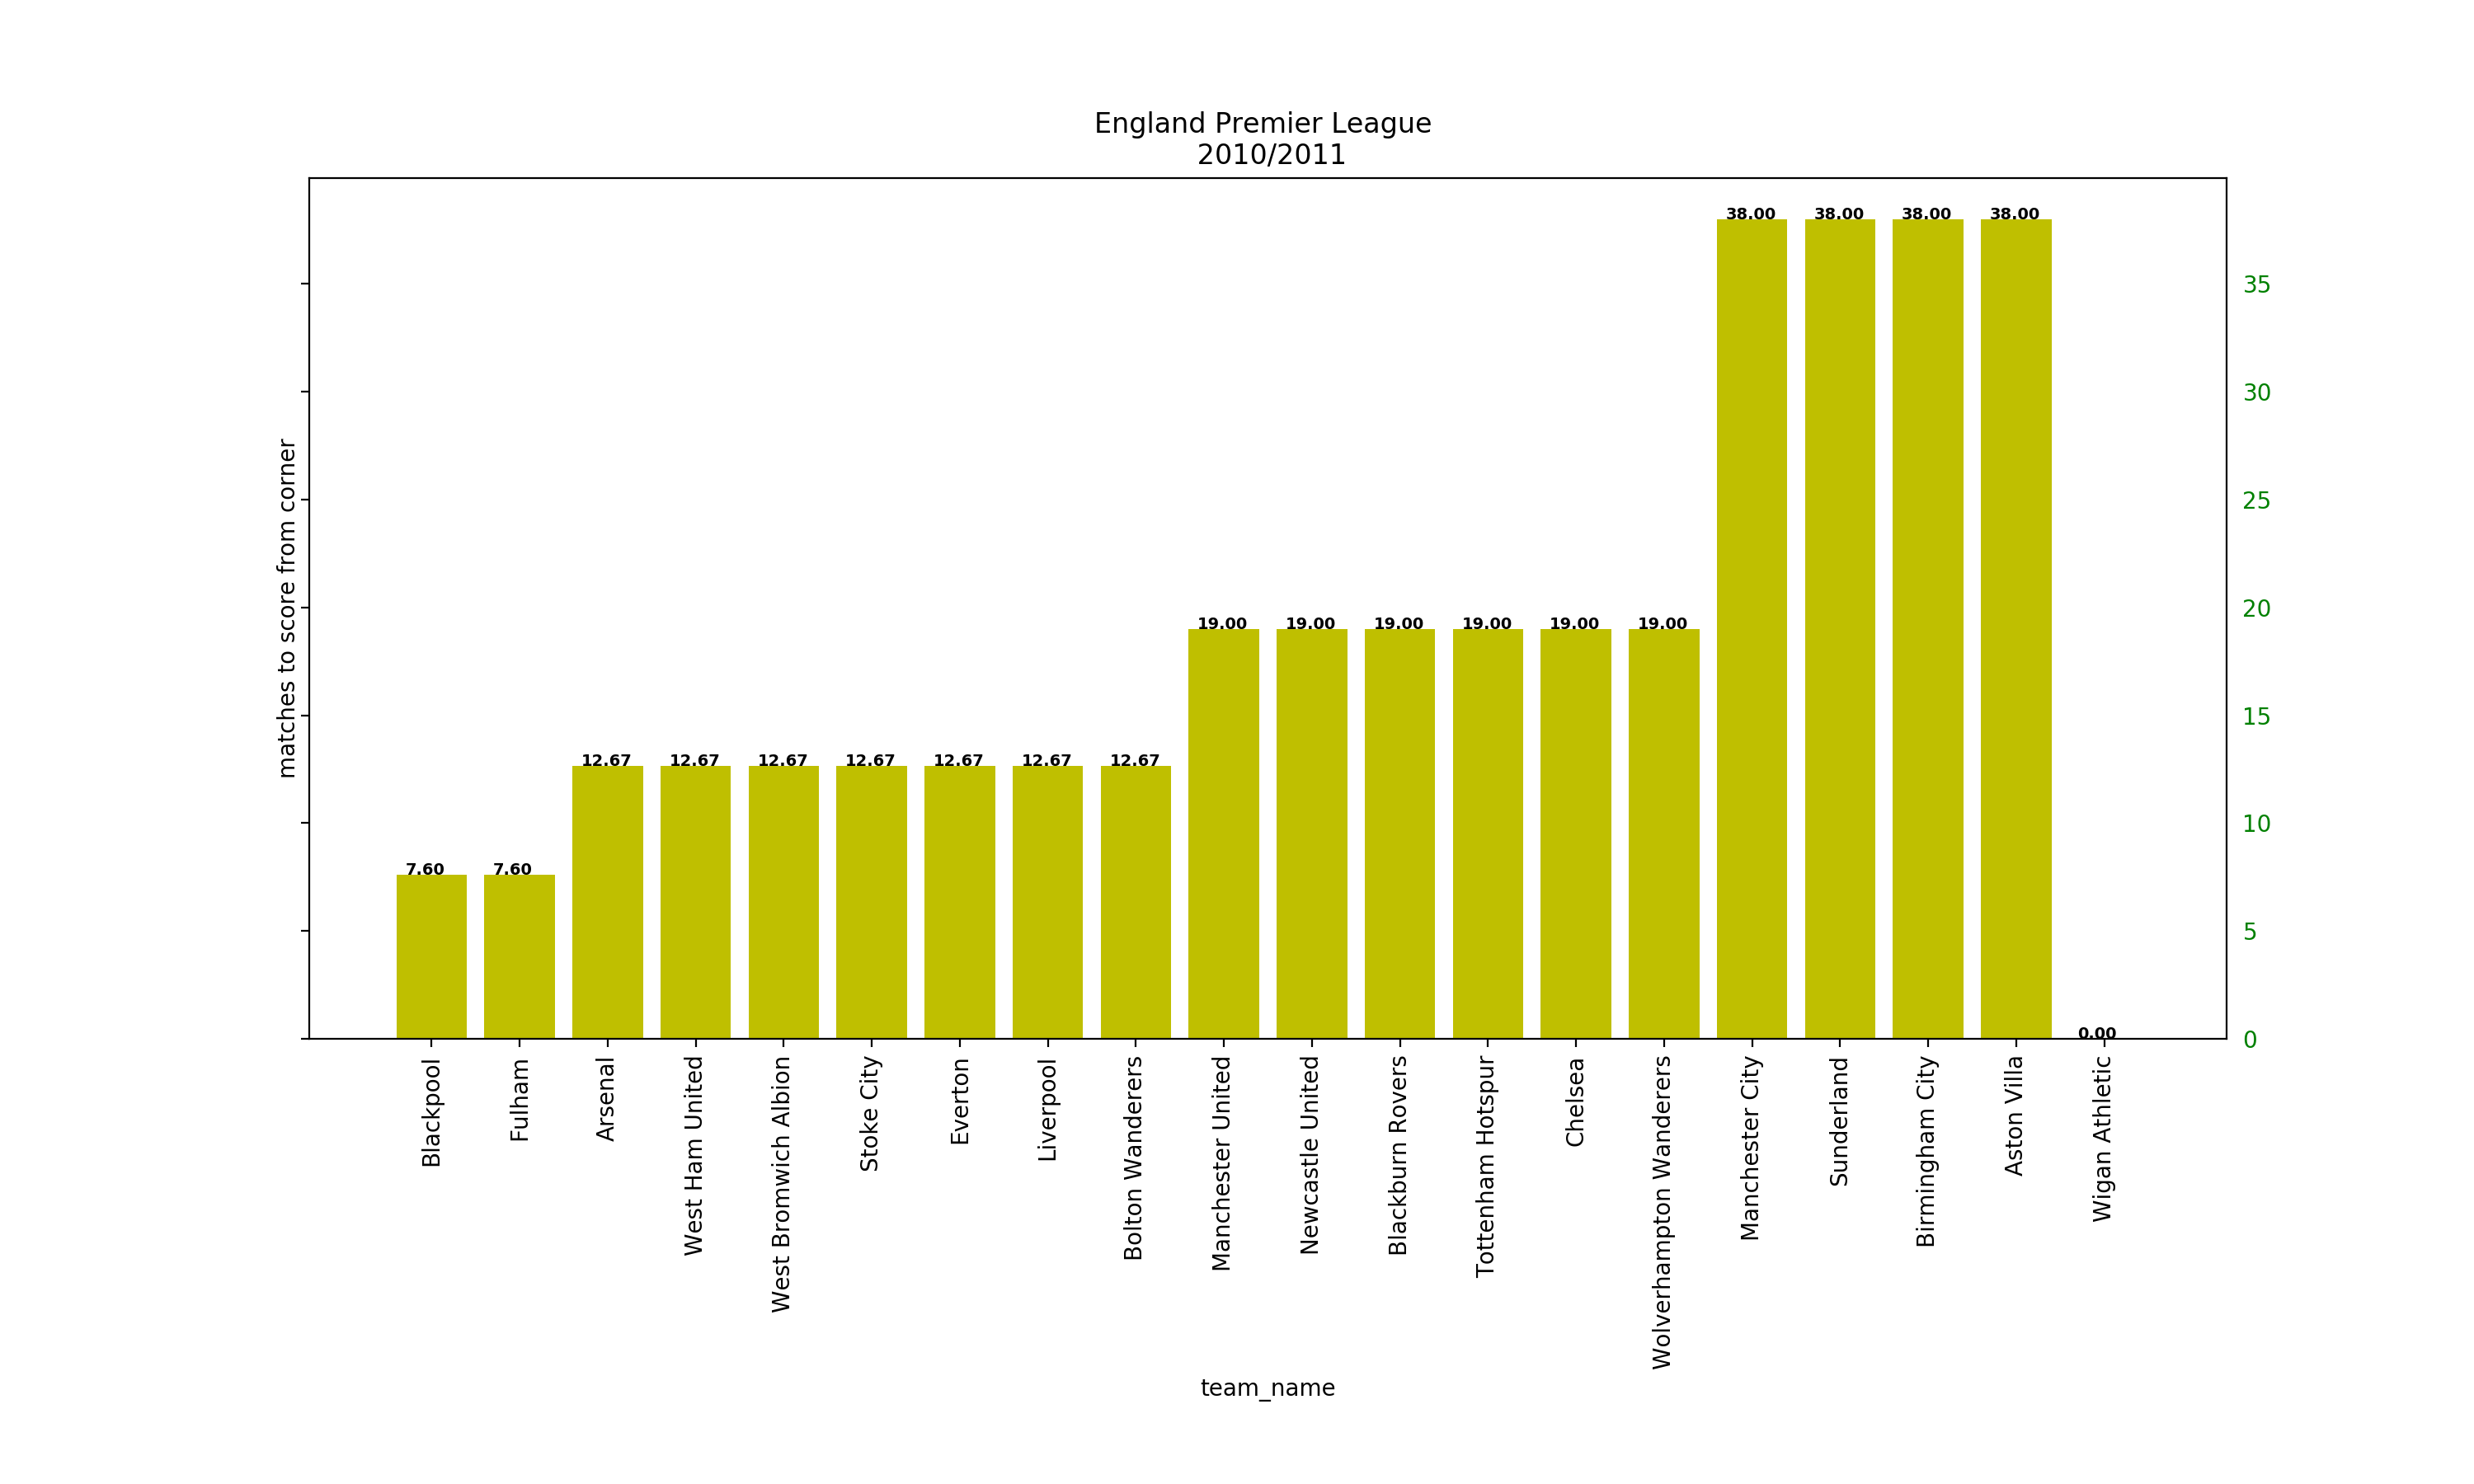 England Premier League
2010/2011
matches to score from corner
38.00 38.00 38.00 38.00
19.00 19.00 19.00 19.00 19.00 19.00
12.67 12.67 12.67 12.67 12.67 12.67 12.67
7.60 7.60
0.00
35
30
25
20
15
10
5
0
Blackpool
Fulham
Arsenal
West Ham United
West Bromwich Albion
Stoke City
Everton
Liverpool
Bolton Wanderers
Manchester United
Newcastle United
Blackburn Rovers
Tottenham Hotspur
Chelsea
Wolverhampton Wanderers
Manchester City
Sunderland
Birmingham City
Aston Villa
Wigan Athletic
team_name